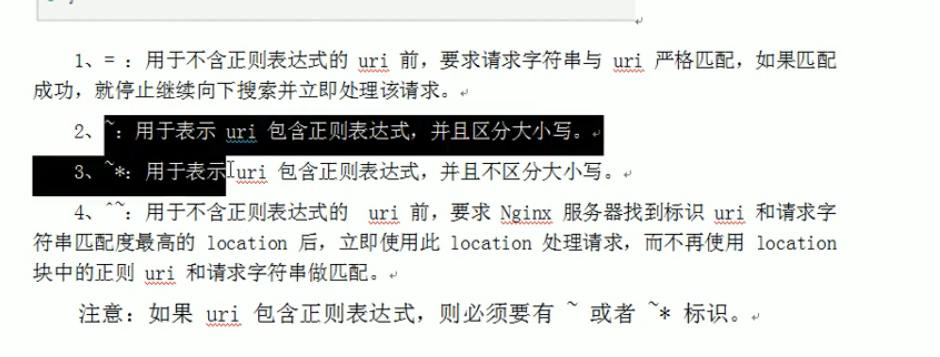 1、= ：用于不含正则表达式的 uri 前，要求请求字符串与 uri 严格匹配，如果匹配
成功，就停止继续向下搜索并立即处理该请求。
2、~：用于表示 uri 包含正则表达式，并且区分大小写。
3、~*：用于表示 uri 包含正则表达式，并且不区分大小写。
4、^~：用于不含正则表达式的 uri 前，要求 Nginx 服务器找到标识 uri 和请求字
符串匹配度最高的 location 后，立即使用此 location 处理请求，而不再使用 location
块中的正则 uri 和请求字符串做匹配。
注意：如果 uri 包含正则表达式，则必须要有 ~ 或者 ~* 标识。